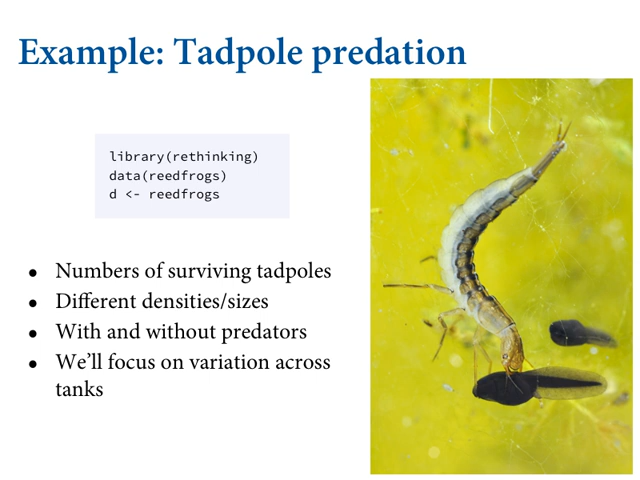 Example: Tadpole predation
library(rethinking)
data(reedfrogs)
d <- reedfrogs
• Numbers of surviving tadpoles
• Different densities/sizes
• With and without predators
• We’ll focus on variation across
tanks